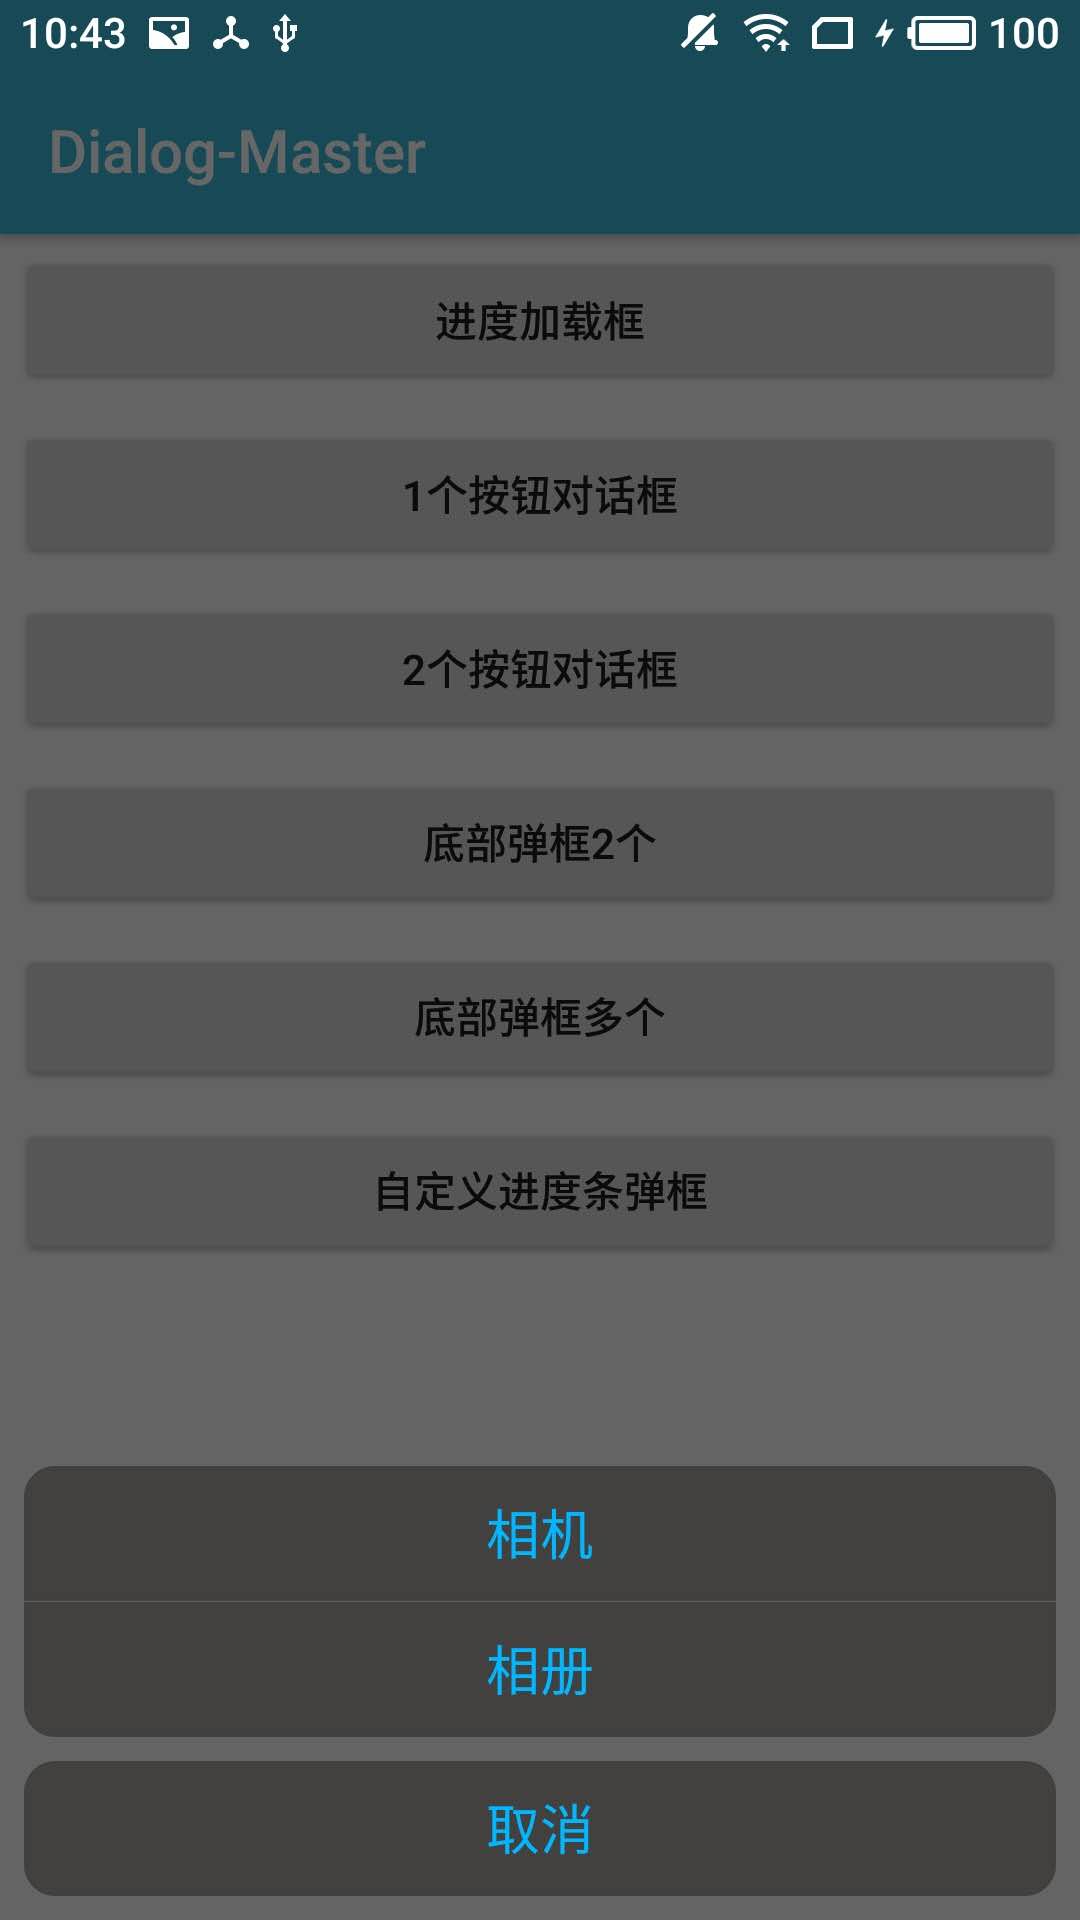 10:43
100
Dialog-Master
进度加载框
1个按钮对话框
2个按钮对话框
底部弹框2个
底部弹框多个
自定义进度条弹框
相机
相册
取消